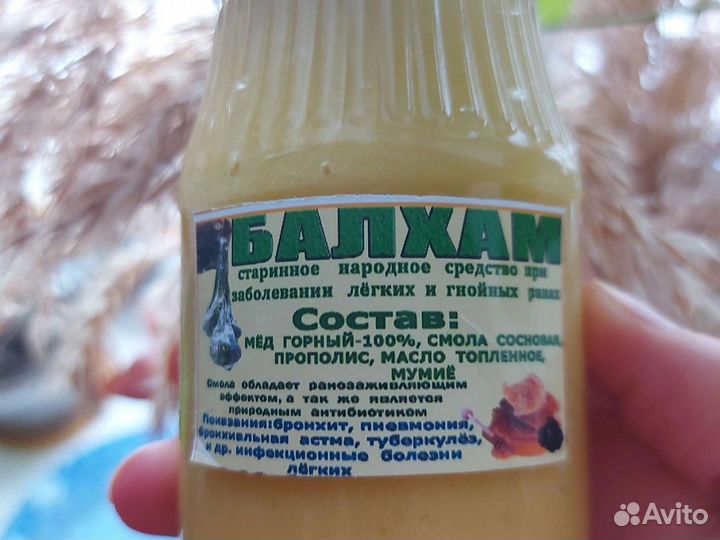 БАЛХАМ
старинное народное средство при
заболевании лёгких и гнойных ранах
Состав:
МЁД ГОРНЫЙ-100%, СМОЛА СОСНОВАЯ,
ПРОПОЛИС, МАСЛО ТОПЛЕННОЕ,
МУМИЁ
Смола обладает ранозаживляющим
эффектом, а так же является
природным антибиотиком
Показания:бронхит, пневмония,
бронхиальная астма, туберкулёз,
и др. инфекционные болезни
лёгких
Avito